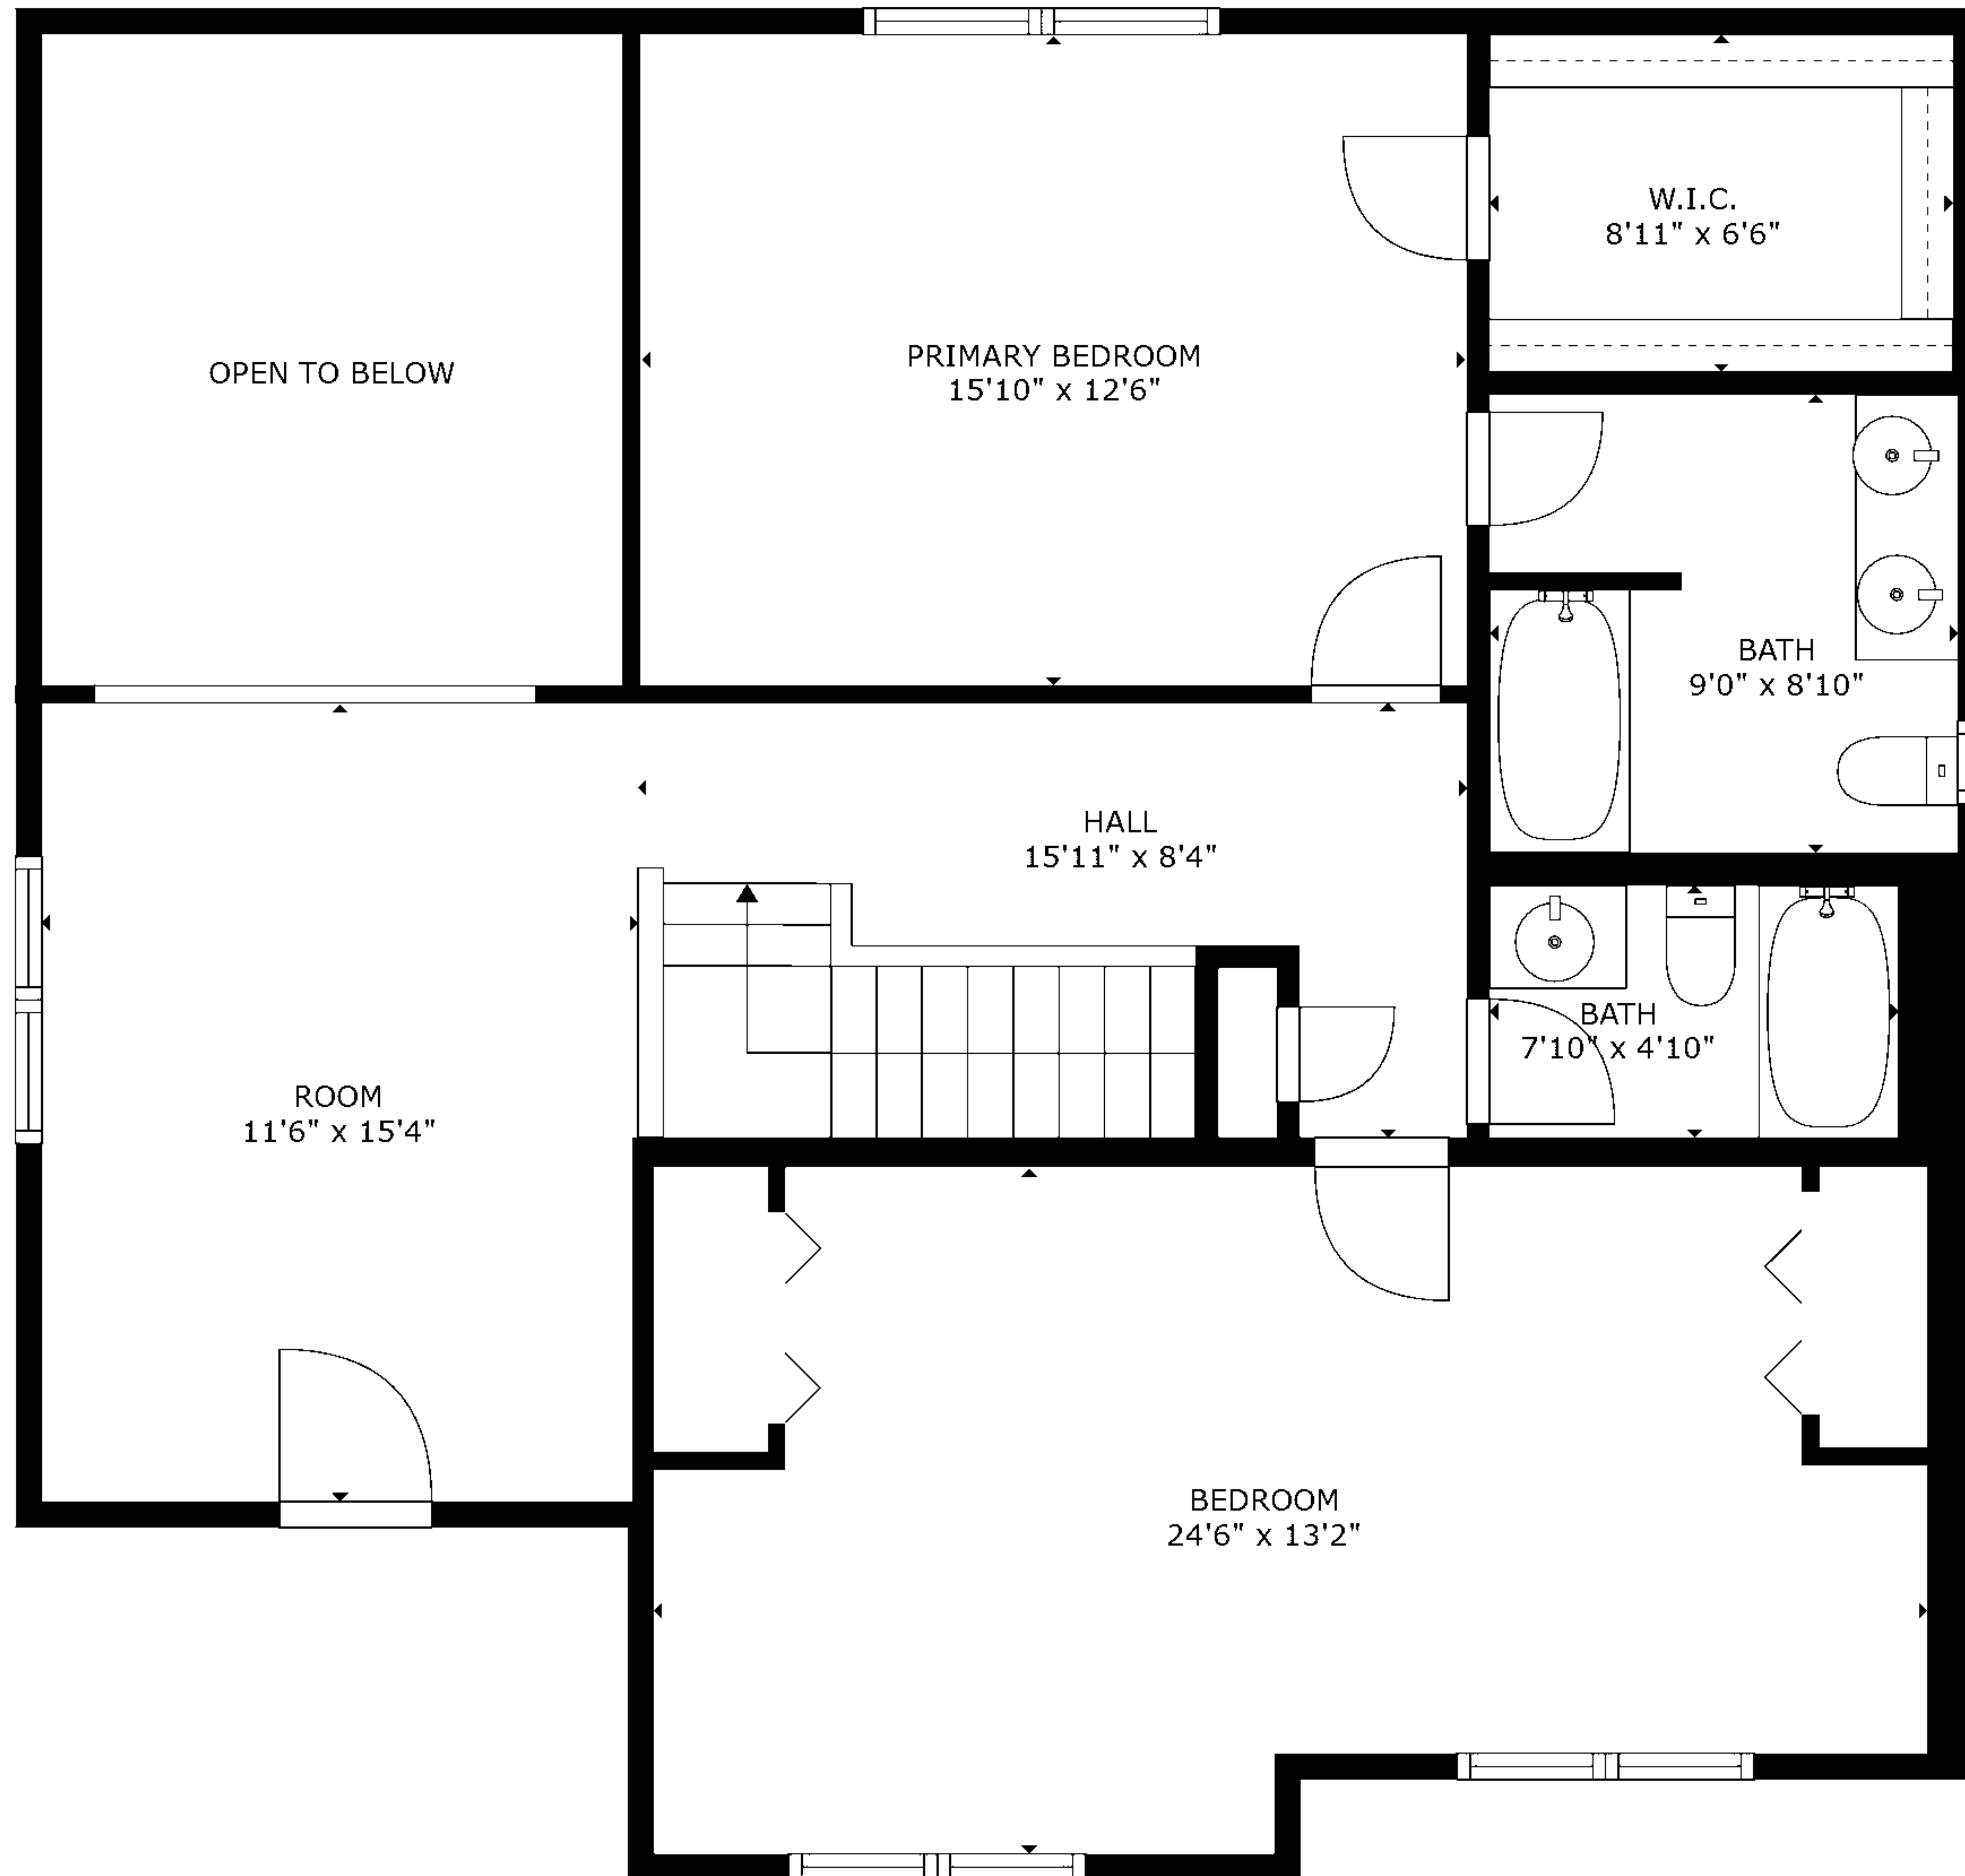 W.I.C.
8'11" x 6'6"
OPEN TO BELOW
PRIMARY BEDROOM
15'10" x 12'6"
BATH
9'0" x 8'10"
HALL
15'11" x 8'4"
BATH
7'10" x 4'10"
ROOM
11'6" x 15'4"
BEDROOM
24'6" x 13'2"